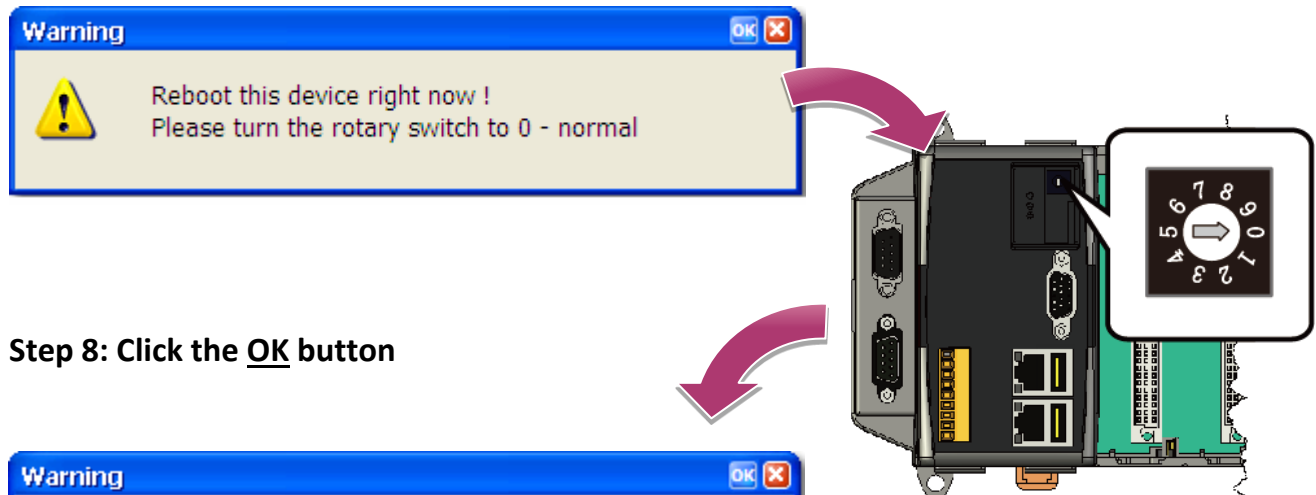 Warning
OK
Reboot this device right now !
Please turn the rotary switch to 0 - normal
7 8 9 0 1 2 3 4 5 6
Step 8: Click the OK button
Warning
OK